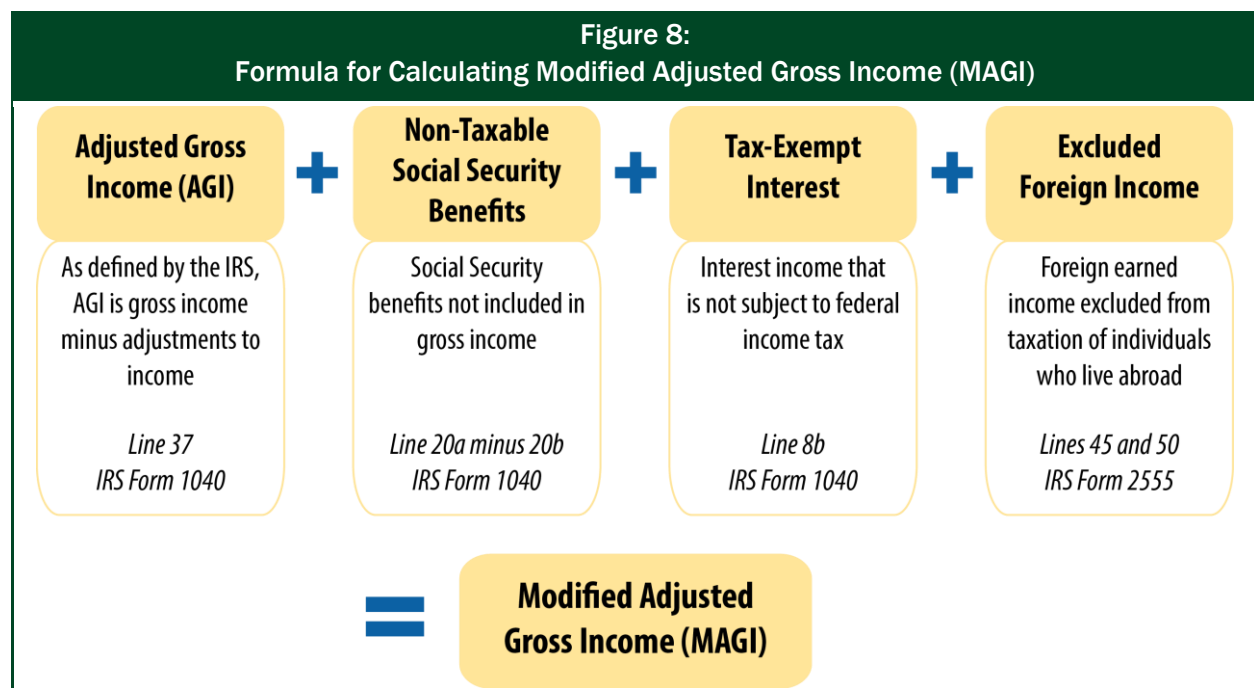 Figure 8:
Formula for Calculating Modified Adjusted Gross Income (MAGI)
Adjusted Gross
Income (AGI)
+
Non-Taxable
Social Security
Benefits
+
Tax-Exempt
Interest
+
Excluded
Foreign Income
As defined by the IRS,
AGI is gross income
minus adjustments to
income
Line 37
IRS Form 1040
Social Security
benefits not included in
gross income
Line 20a minus 20b
IRS Form 1040
Interest income that
is not subject to federal
income tax
Line 8b
IRS Form 1040
Foreign earned
income excluded from
taxation of individuals
who live abroad
Lines 45 and 50
IRS Form 2555
=
Modified Adjusted
Gross Income (MAGI)